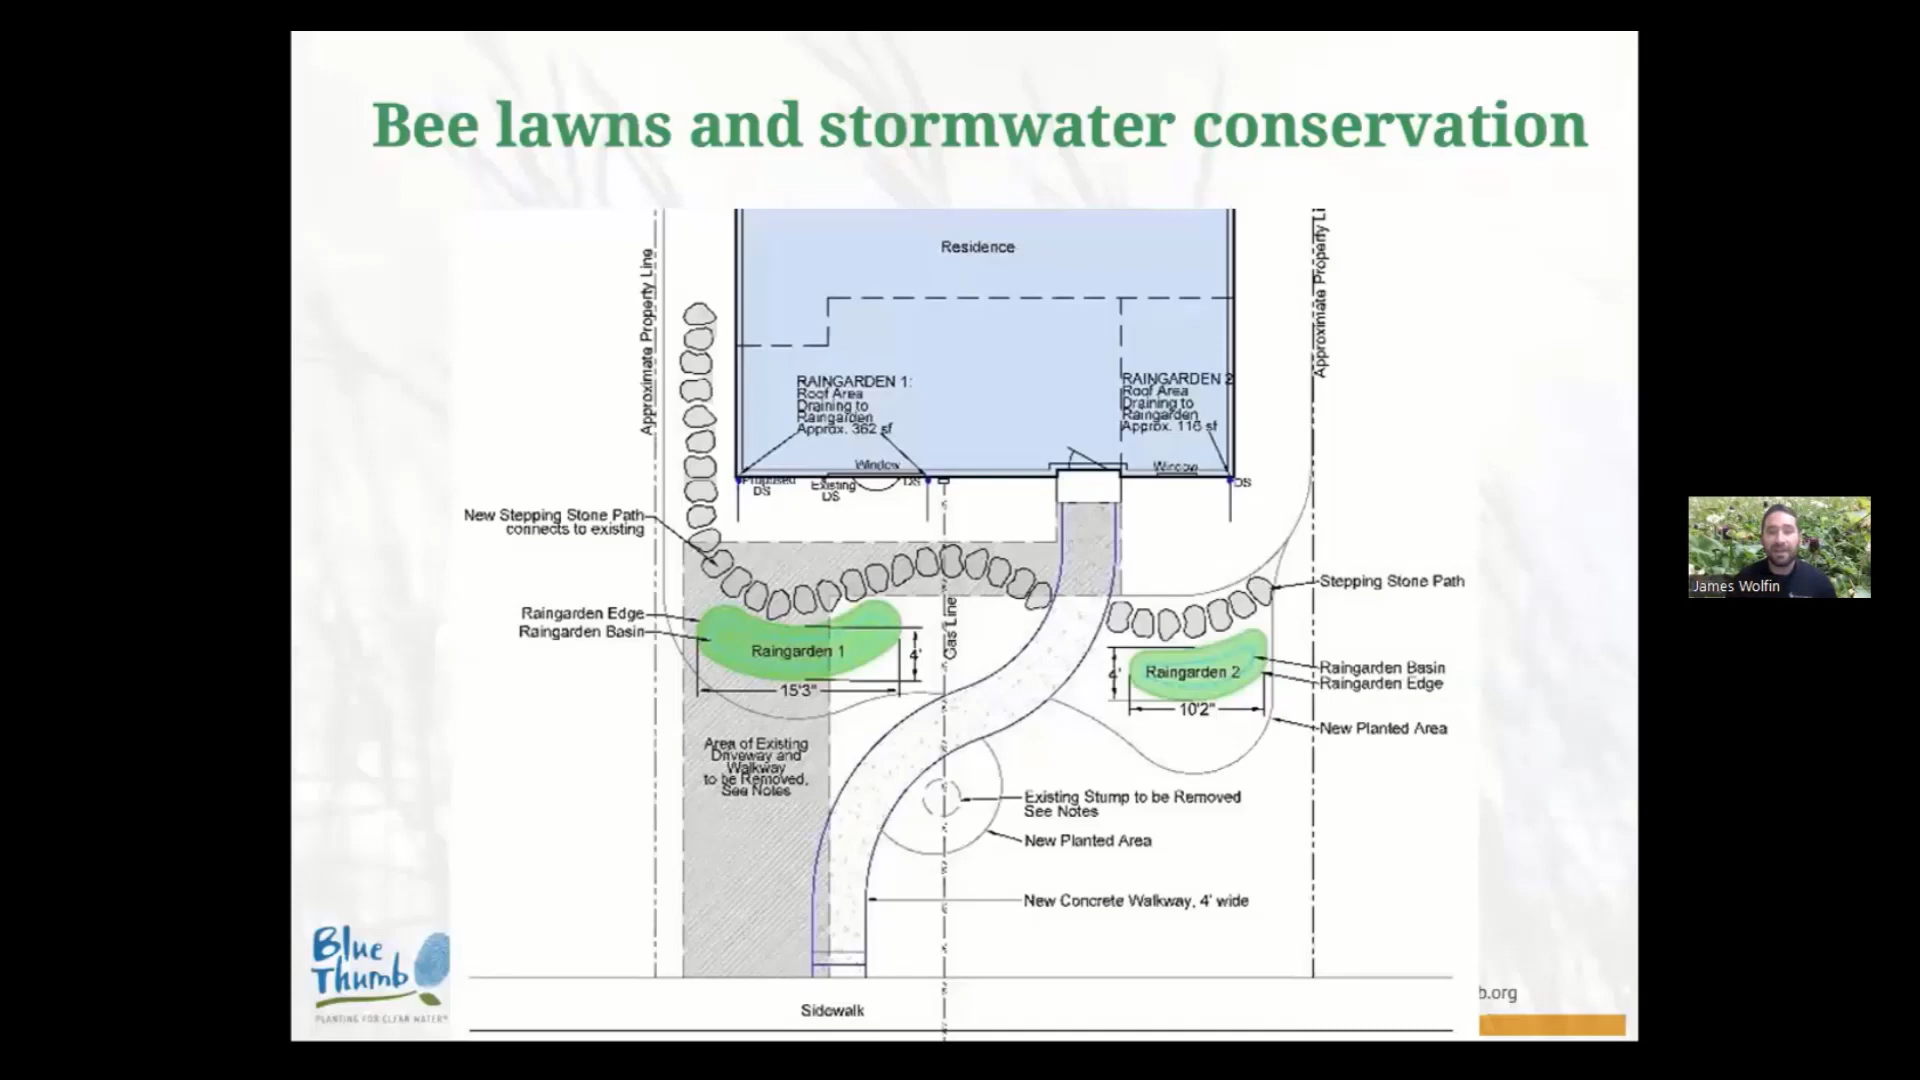 Bee lawns and stormwater conservation
Approximate Property Line
Approximate Property Li
Residence
RAINGARDEN 1:
Roof Area
Draining to
Raingarden
Approx. 362 sf
RAINGARDEN 2
Roof Area
Draining to
Raingarden
Approx. 116 sf
Window
Window
Proposed
DS
Existing
DS
DS
DS
New Stepping Stone Path
connects to existing
Stepping Stone Path
Raingarden Edge
Raingarden Basin
Raingarden 1
4'
15'3"
Gas Line
4'
Raingarden 2
10'2"
Raingarden Basin
Raingarden Edge
New Planted Area
Area of Existing
Driveway and
Walkway
to be Removed,
See Notes
Existing Stump to be Removed
See Notes
New Planted Area
New Concrete Walkway, 4' wide
Sidewalk
Blue
Thumb
PLANTING FOR CLEAN WATER
b.org
James Wolfin